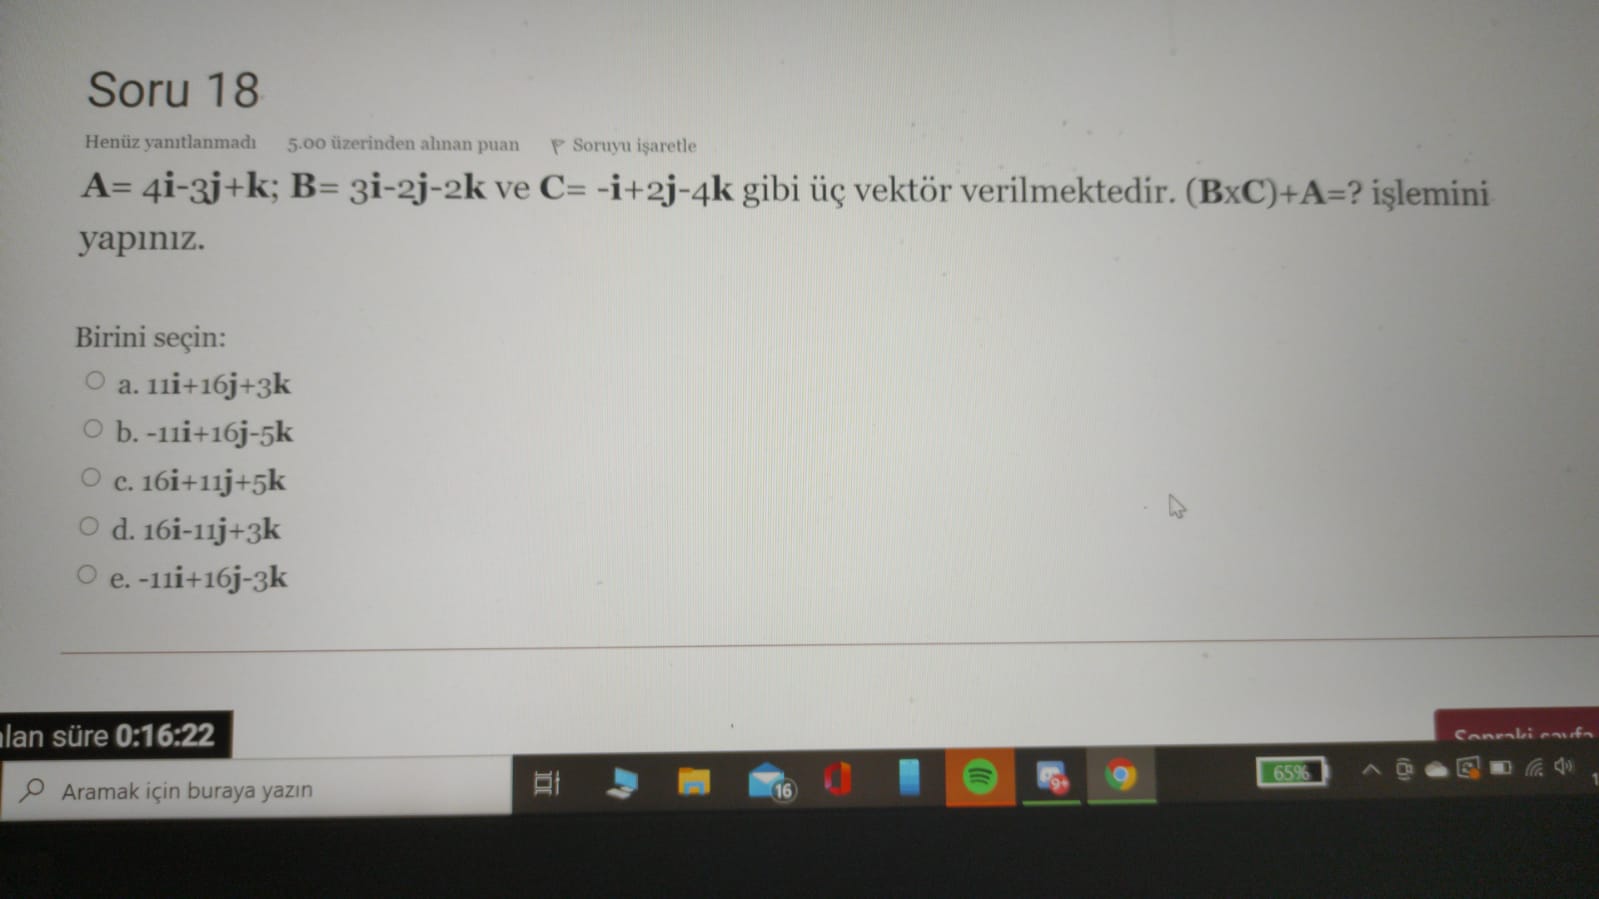 Soru 18
Henüz yanıtlanmadı 5.00 üzerinden alınan puan Soruyu işaretle
A= 4i-3j+k; B= 3i-2j-2k ve C= -i+2j-4k gibi üç vektör verilmektedir. (BxC)+A=? işlemini
yapınız.
Birini seçin:
a. 11i+16j+3k
b. -11i+16j-5k
c. 16i+11j+5k
d. 16i-11j+3k
e. -11i+16j-3k
lan süre 0:16:22
Sonraki sayfa
Aramak için buraya yazın
16
9+
65%